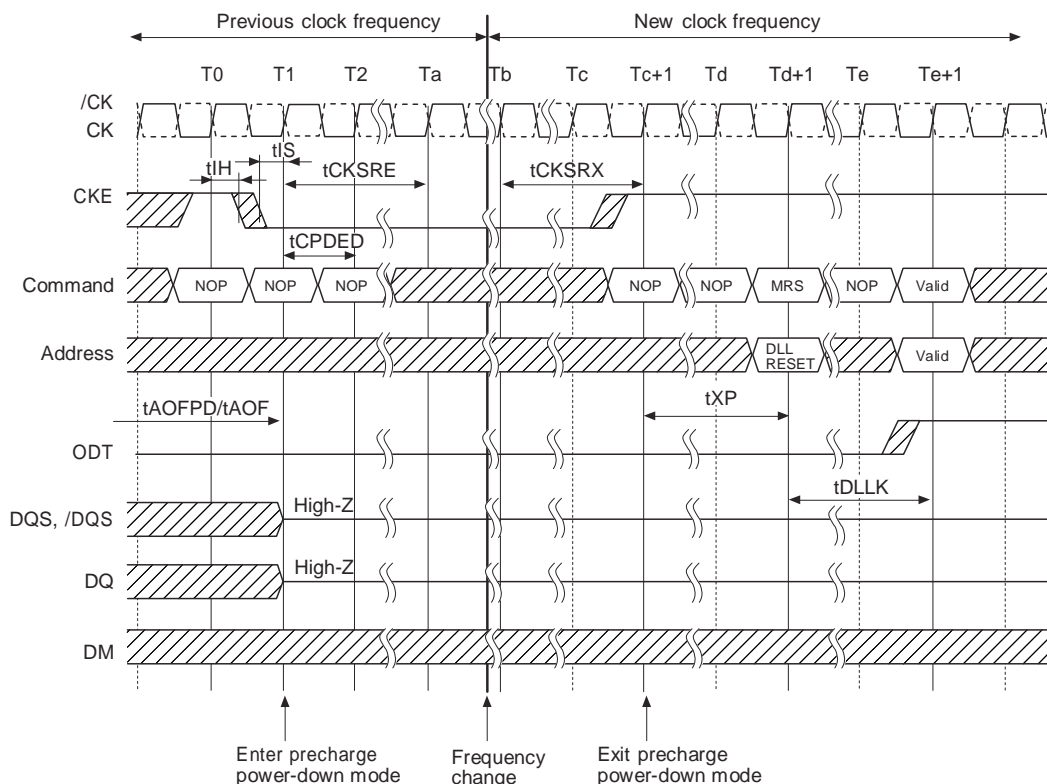 Previous clock frequency
New clock frequency
T0 T1 T2 Ta Tb Tc Tc+1 Td Td+1 Te Te+1
/CK
CK
tIH
tIS
tCKSRE
tCKSRX
CKE
tCPDED
Command NOP NOP NOP NOP NOP MRS NOP Valid
Address DLL RESET Valid
tAOFPD/tAOF
tXP
ODT
tDLLK
DQS, /DQS High-Z
DQ High-Z
DM
Enter precharge
power-down mode
Frequency
change
Exit precharge
power-down mode